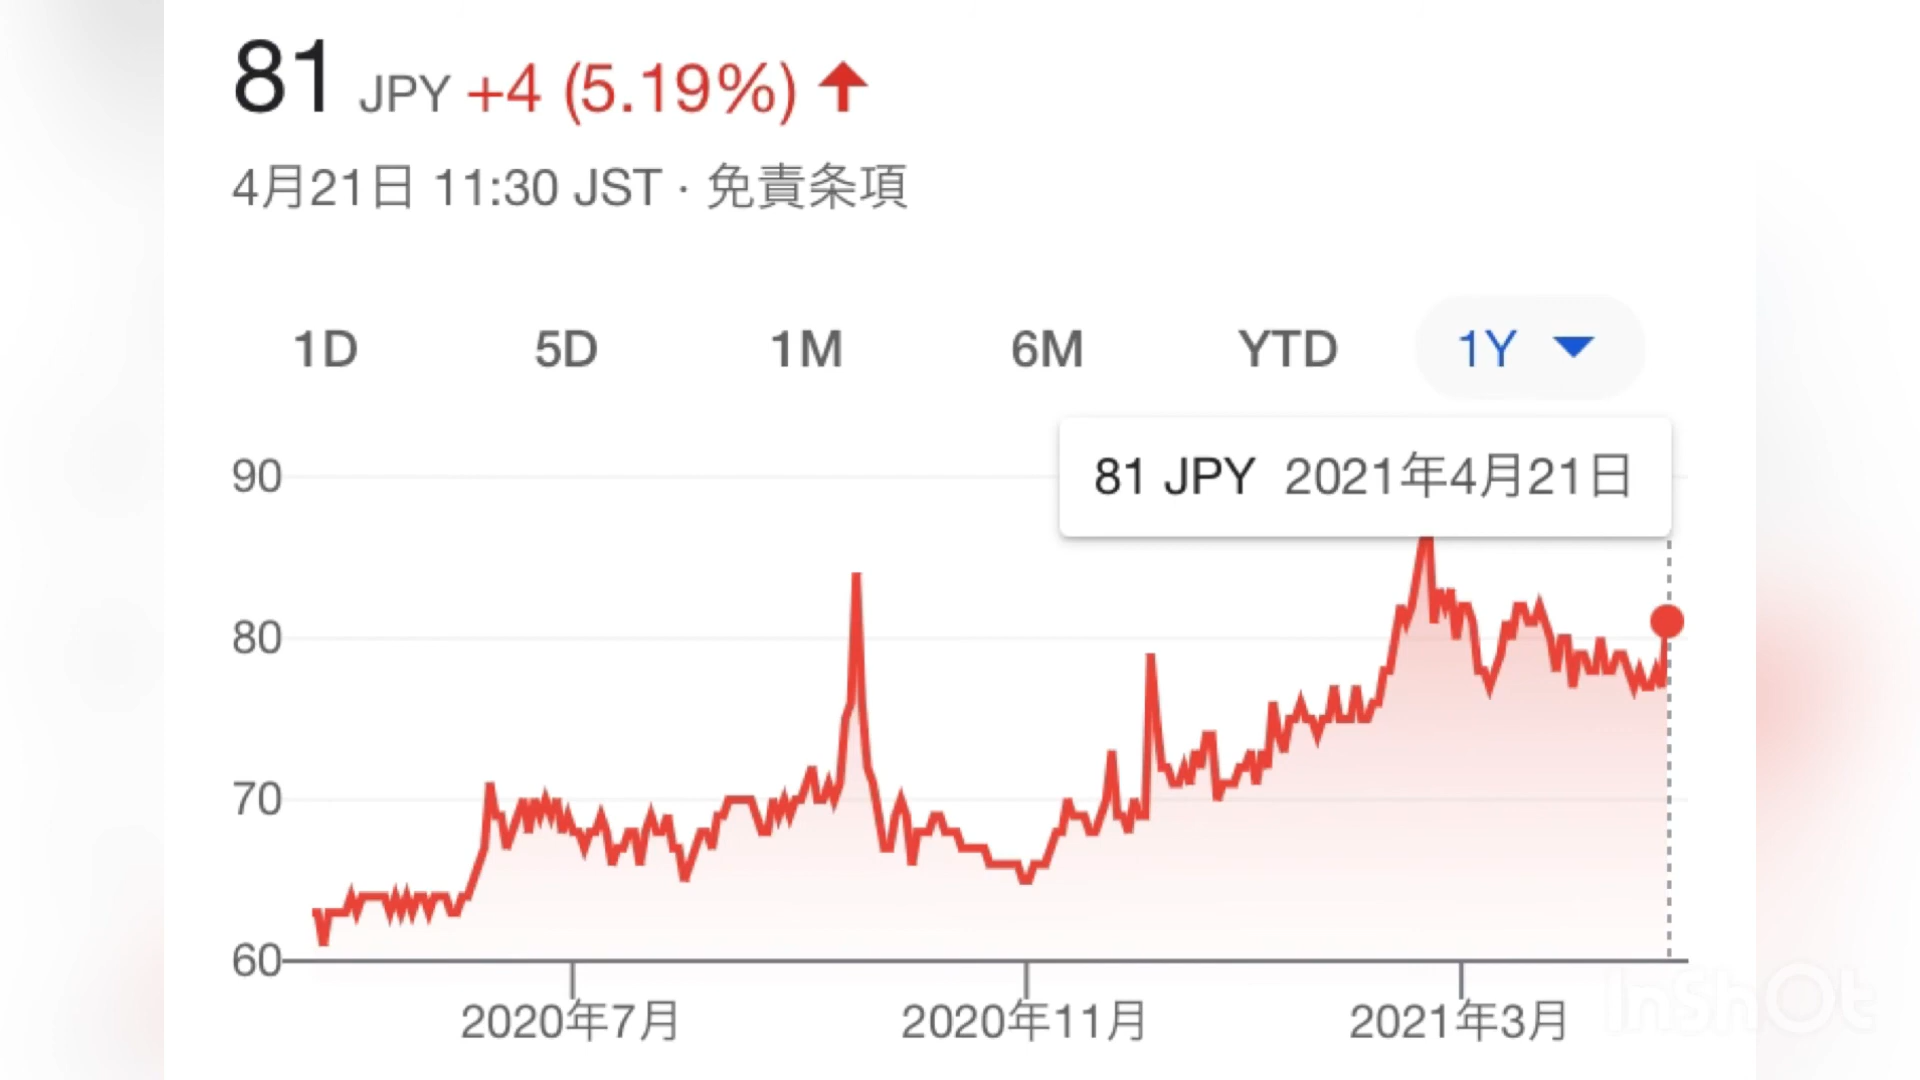 81 JPY +4 (5.19%) ↑
4月21日 11:30 JST · 免責条項
1D 5D 1M 6M YTD 1Y
81 JPY 2021年4月21日
90
80
70
60
2020年7月 2020年11月 2021年3月
InShOt